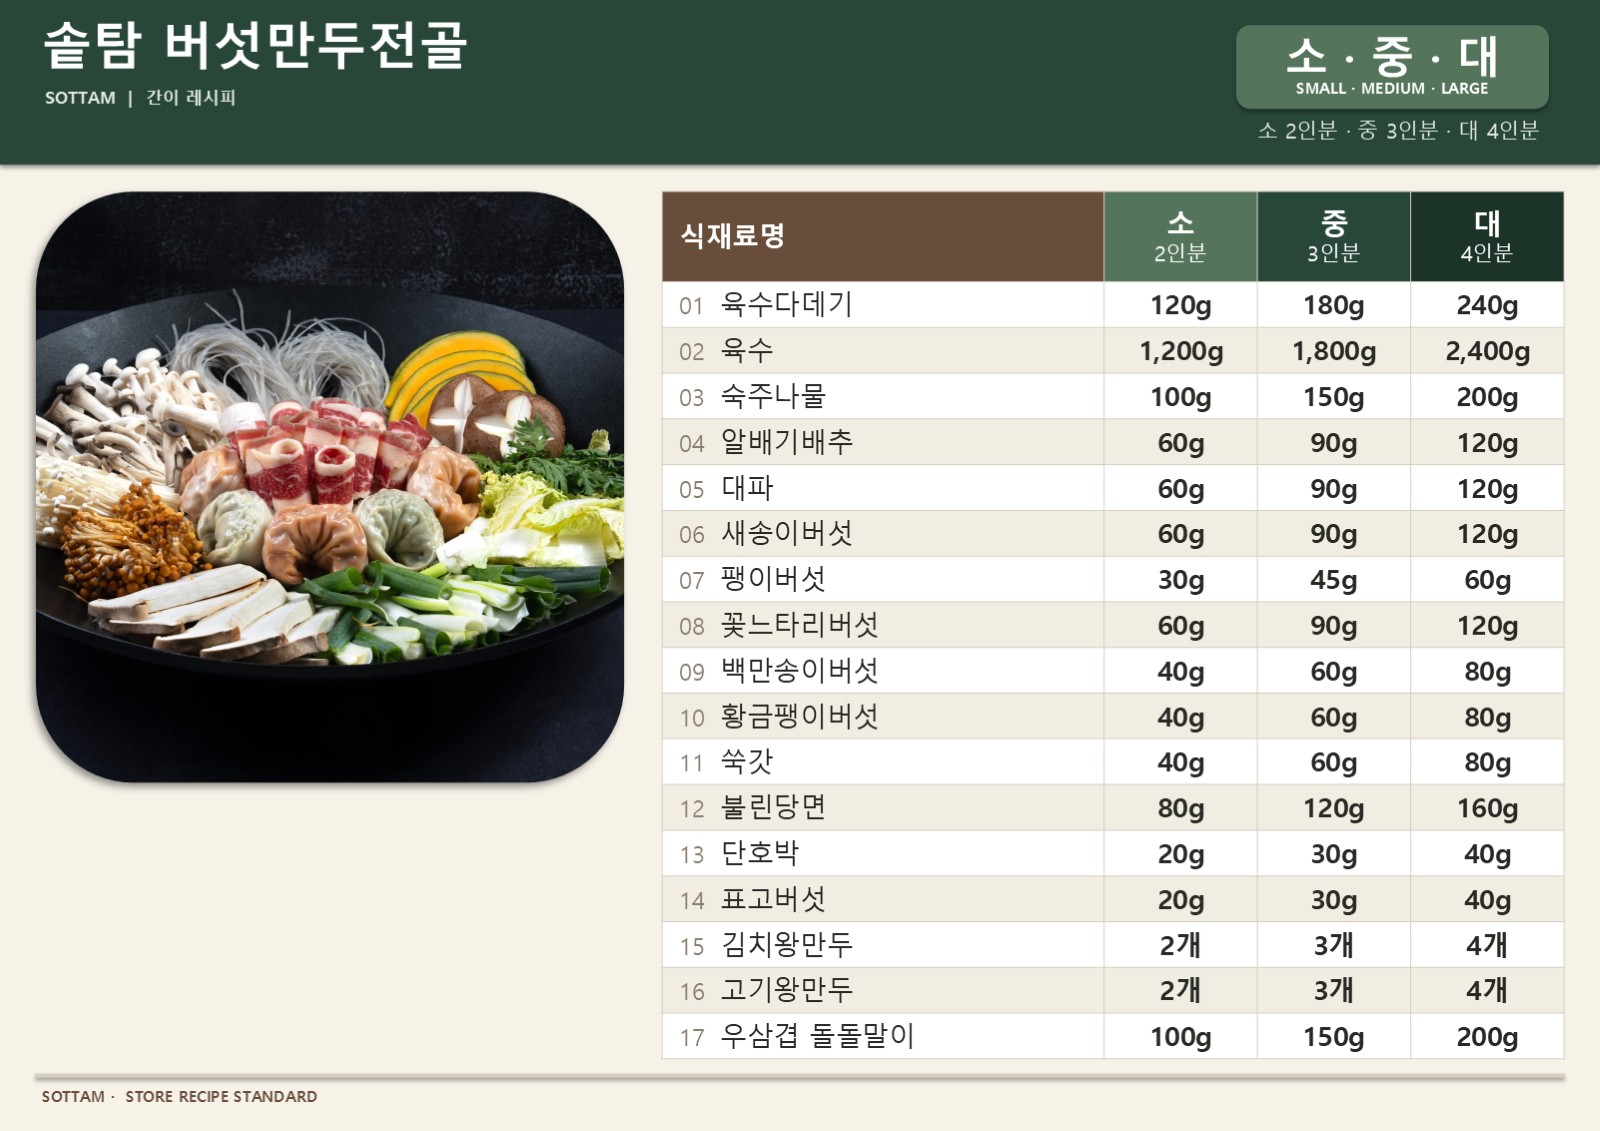 솥탐 버섯만두전골
SOTTAM | 간이 레시피
소 · 중 · 대
SMALL · MEDIUM · LARGE
소 2인분 · 중 3인분 · 대 4인분
식재료명 소 중 대
2인분 3인분 4인분
01 육수다데기 120g 180g 240g
02 육수 1,200g 1,800g 2,400g
03 숙주나물 100g 150g 200g
04 알배기배추 60g 90g 120g
05 대파 60g 90g 120g
06 새송이버섯 60g 90g 120g
07 팽이버섯 30g 45g 60g
08 꽃느타리버섯 60g 90g 120g
09 백만송이버섯 40g 60g 80g
10 황금팽이버섯 40g 60g 80g
11 쑥갓 40g 60g 80g
12 불린당면 80g 120g 160g
13 단호박 20g 30g 40g
14 표고버섯 20g 30g 40g
15 김치왕만두 2개 3개 4개
16 고기왕만두 2개 3개 4개
17 우삼겹 돌돌말이 100g 150g 200g
SOTTAM · STORE RECIPE STANDARD